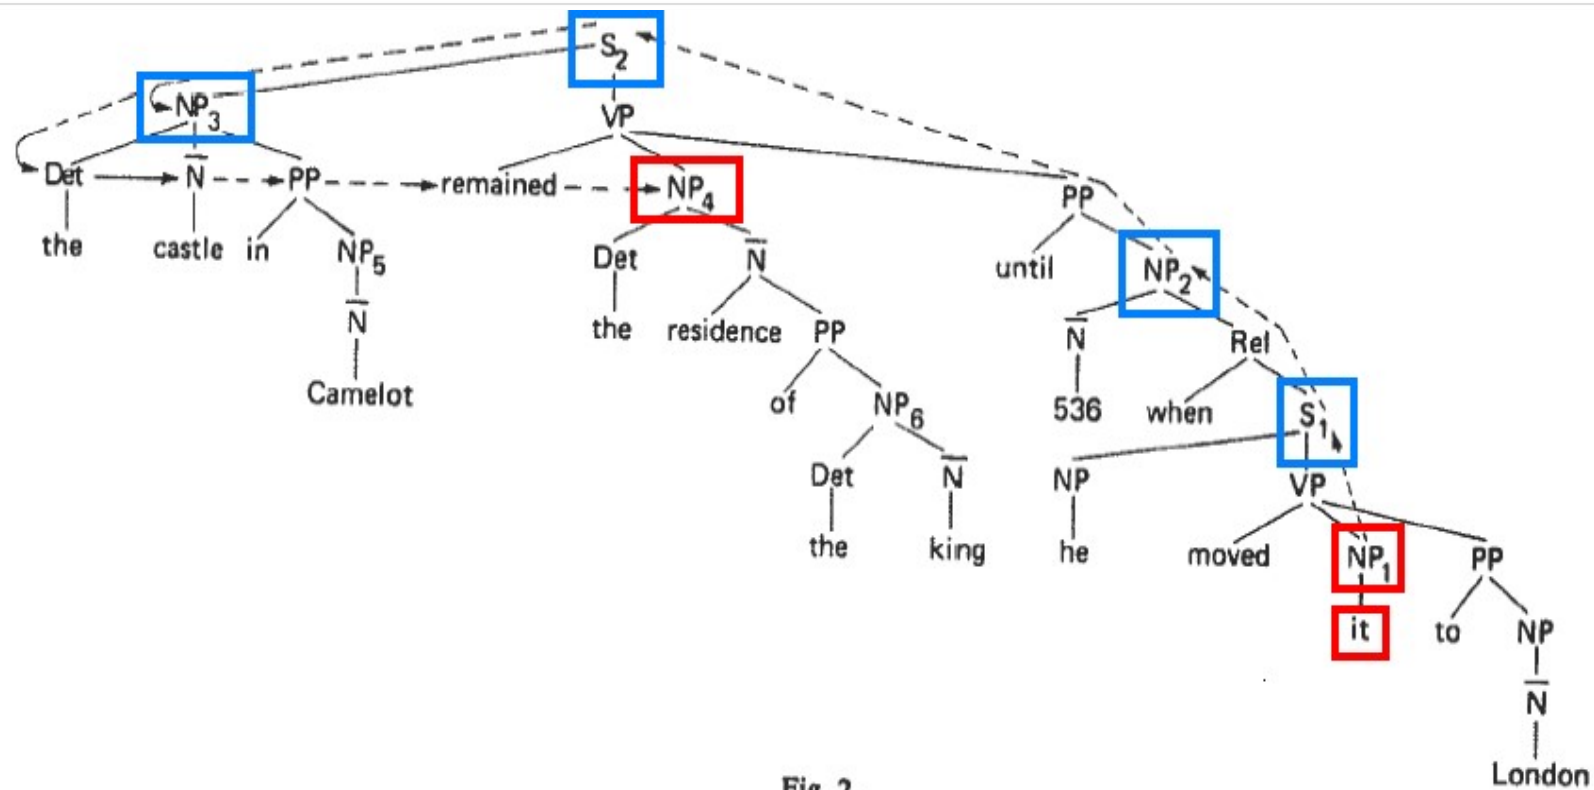 S2
NP3
VP
Det N̄ PP remained NP4 PP
the castle in NP5 Det N̄ until NP2
N̄ the residence PP N̄ Rel
Camelot of NP6 536 when S1
Det N̄ NP VP
the king he moved NP1 PP
it to NP
N̄
London
Fig. 2